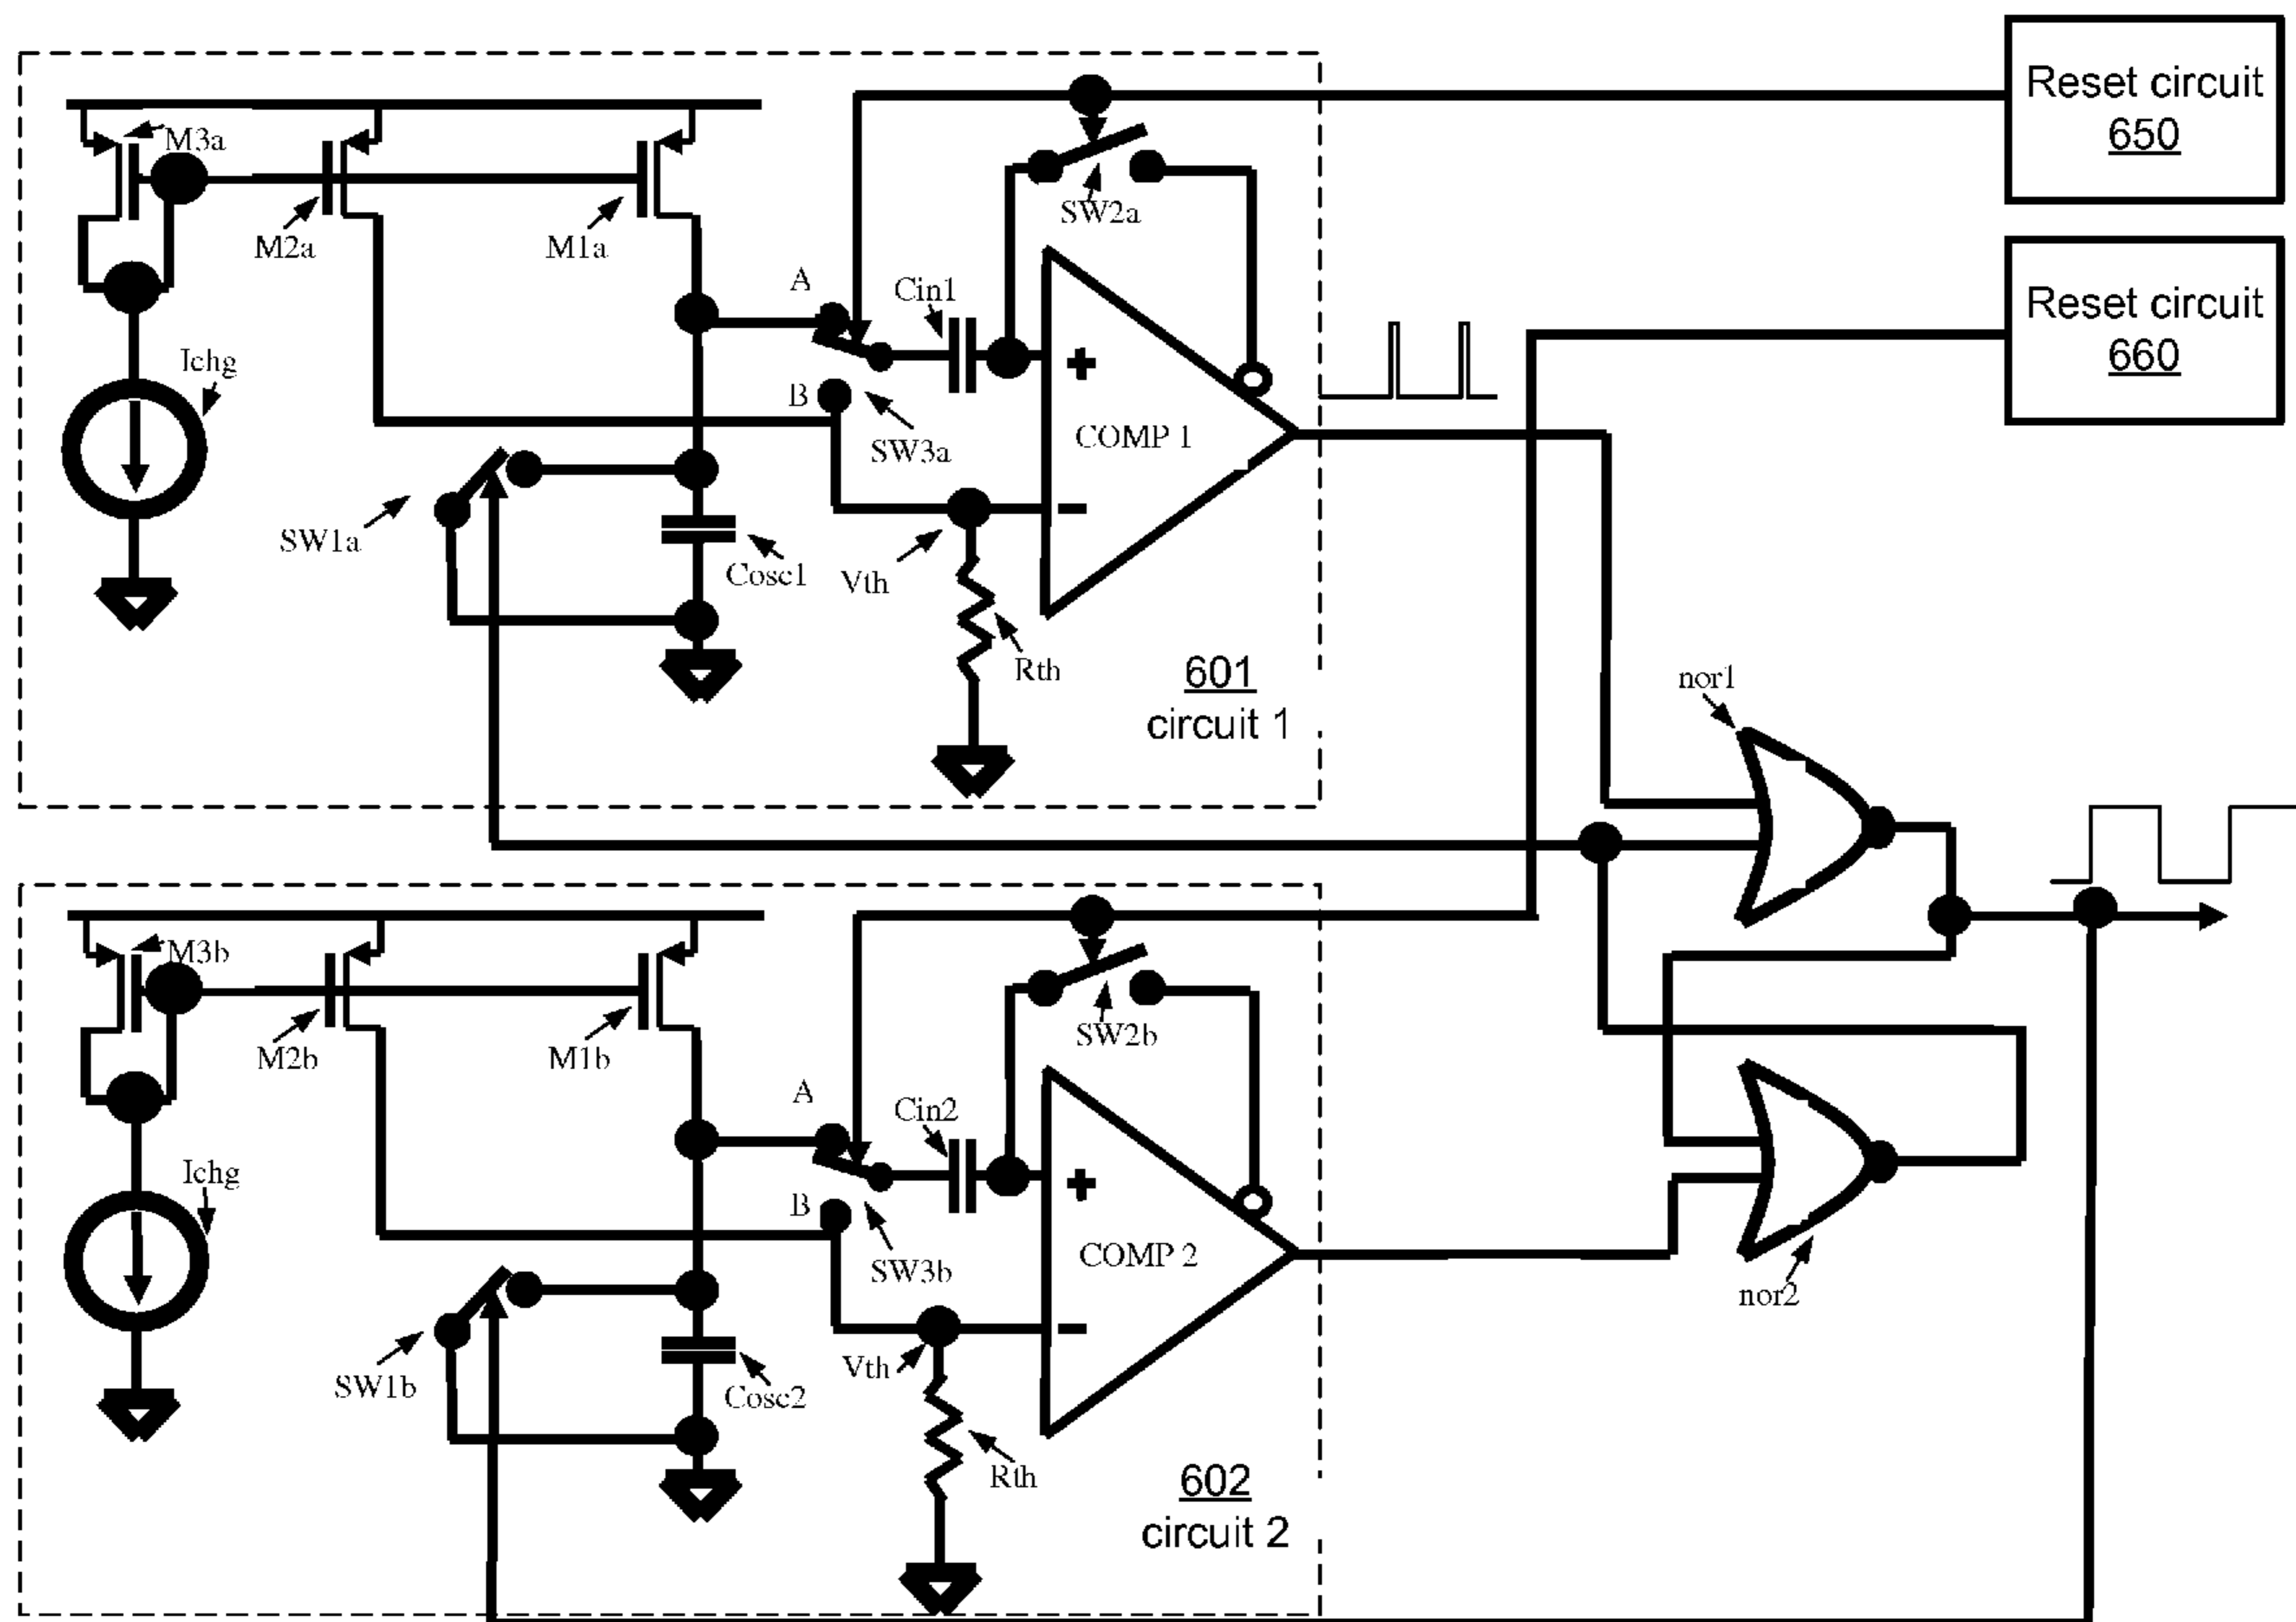 Reset circuit
650
Reset circuit
660
M3a
M2a
M1a
SW2a
A
Cin1
Ichg
+
B
COMP 1
SW3a
SW1a
Cosc1
Vth
-
Rth
601
circuit 1
nor1
M3b
M2b
M1b
SW2b
A
Cin2
Ichg
+
B
COMP 2
SW3b
SW1b
Cosc2
Vth
-
Rth
602
circuit 2
nor2